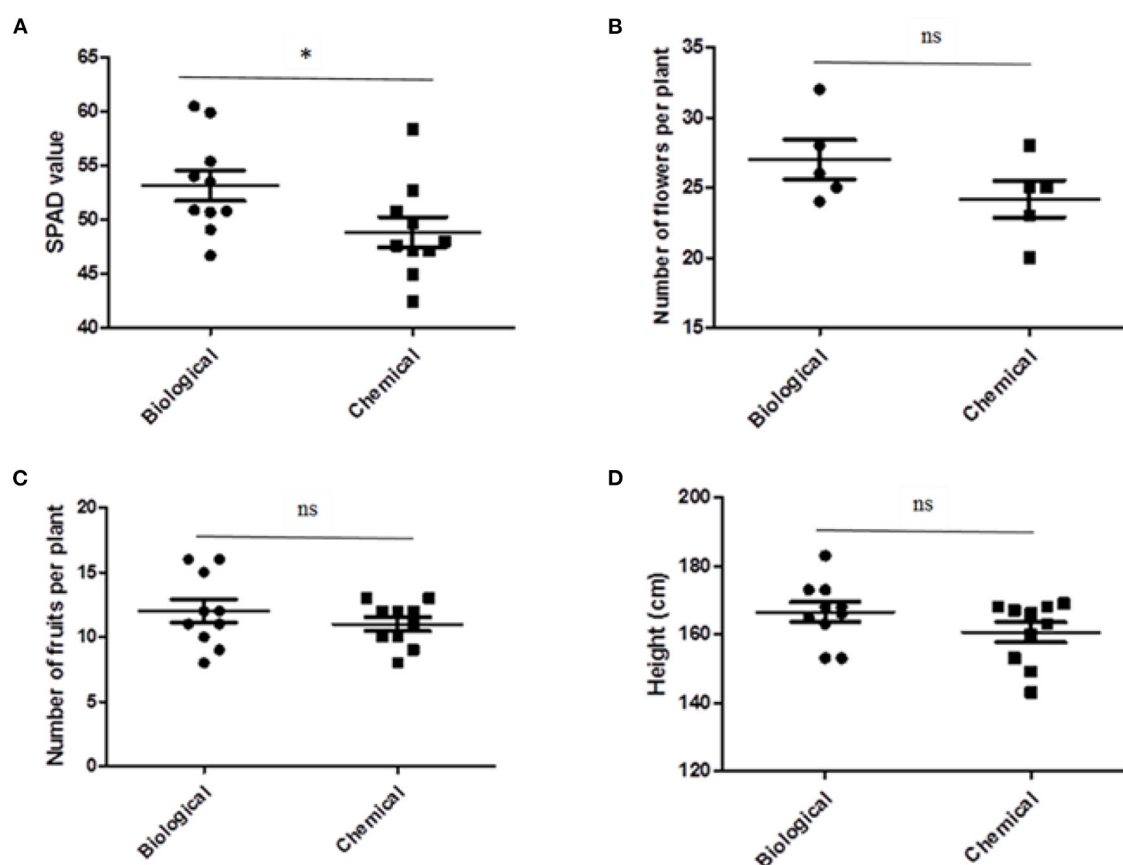 A
*
SPAD value
65
60
55
50
45
40
Biological
Chemical
B
ns
Number of flowers per plant
35
30
25
20
15
Biological
Chemical
C
ns
Number of fruits per plant
20
15
10
5
0
Biological
Chemical
D
ns
Height (cm)
200
180
160
140
120
Biological
Chemical